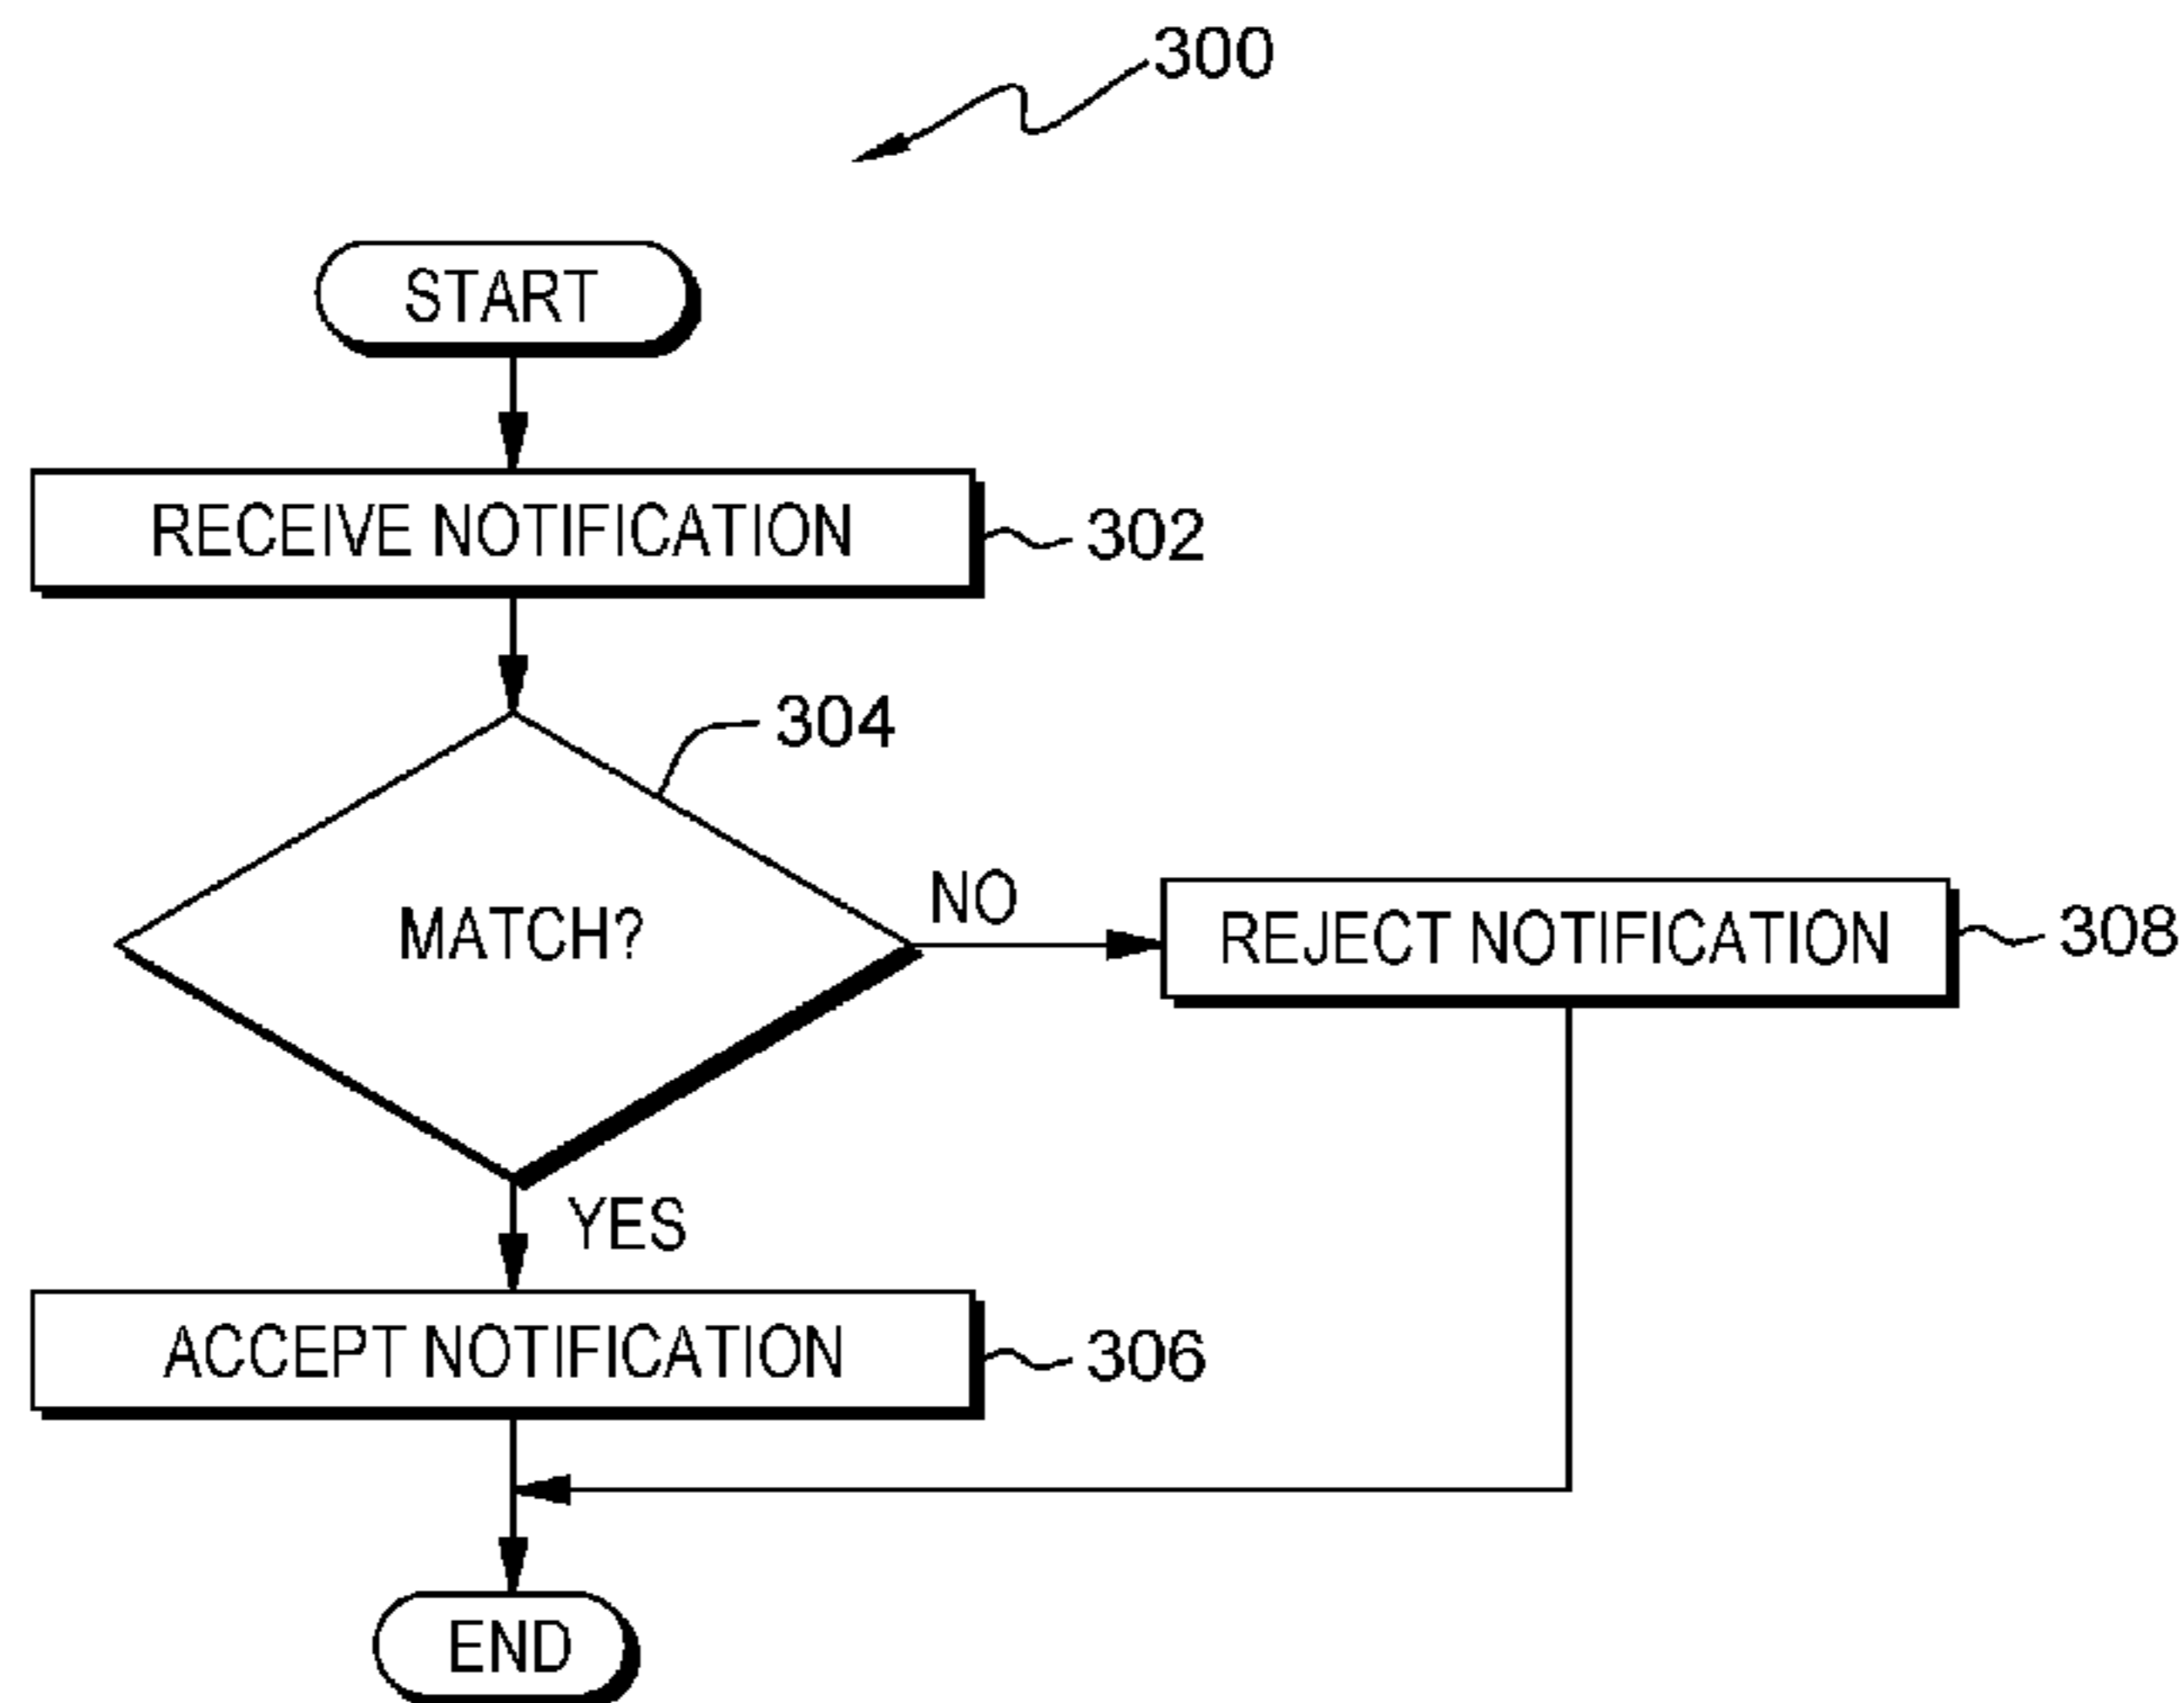 300
START
RECEIVE NOTIFICATION
302
304
MATCH?
NO
REJECT NOTIFICATION
308
YES
ACCEPT NOTIFICATION
306
END